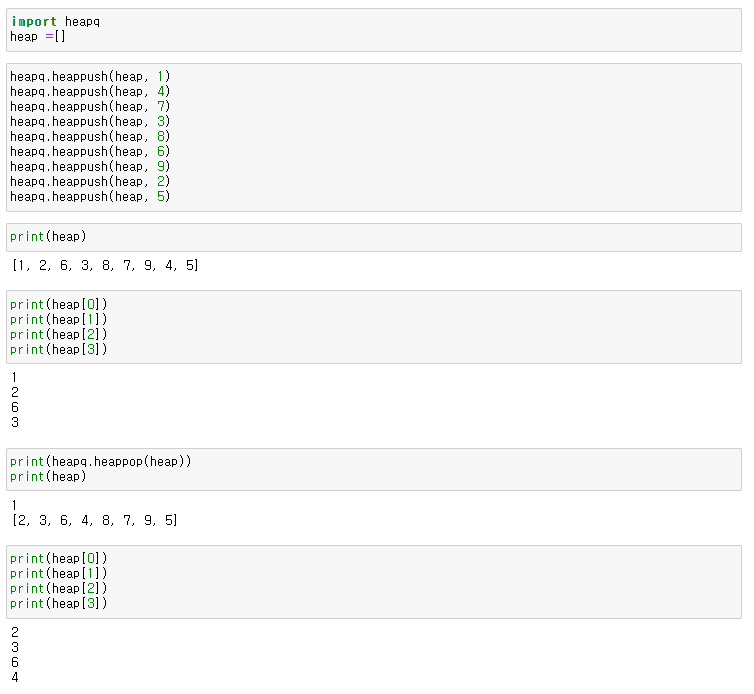 import heapq
heap =[]
heapq.heappush(heap, 1)
heapq.heappush(heap, 4)
heapq.heappush(heap, 7)
heapq.heappush(heap, 3)
heapq.heappush(heap, 8)
heapq.heappush(heap, 6)
heapq.heappush(heap, 9)
heapq.heappush(heap, 2)
heapq.heappush(heap, 5)
print(heap)
[1, 2, 6, 3, 8, 7, 9, 4, 5]
print(heap[0])
print(heap[1])
print(heap[2])
print(heap[3])
1
2
6
3
print(heapq.heappop(heap))
print(heap)
1
[2, 3, 6, 4, 8, 7, 9, 5]
print(heap[0])
print(heap[1])
print(heap[2])
print(heap[3])
2
3
6
4